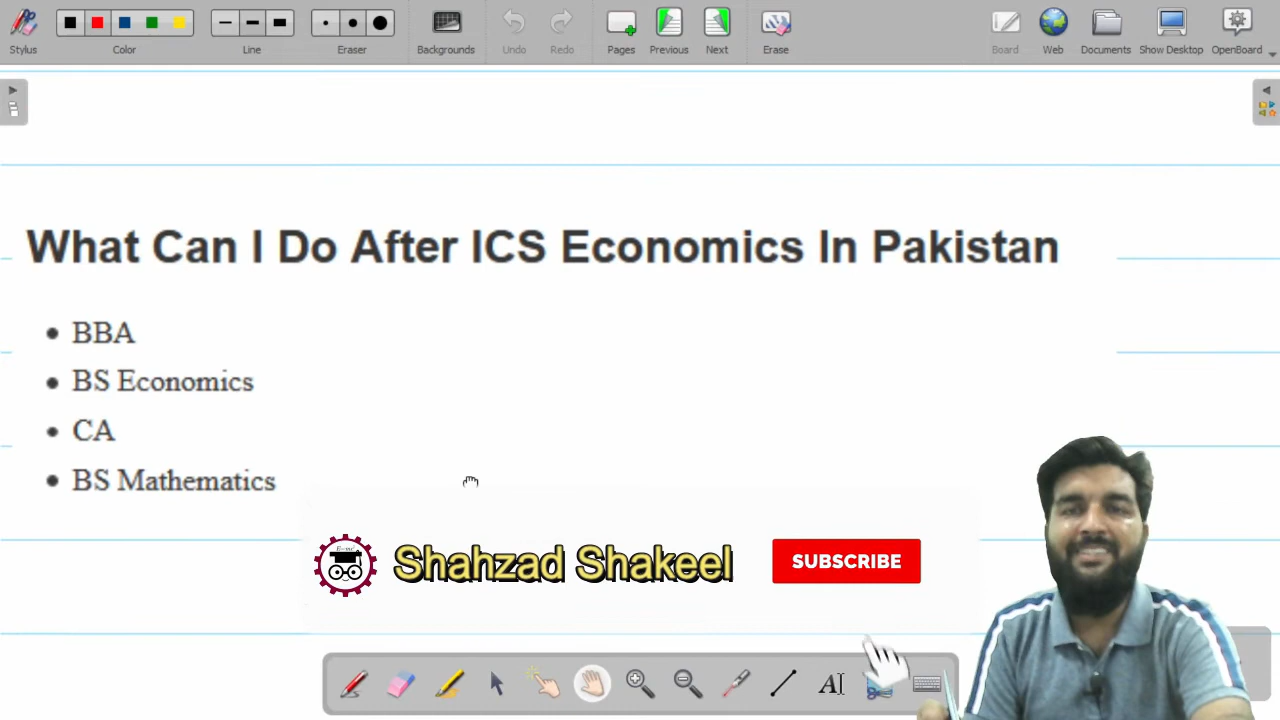 Stylus
Color
Line
Eraser
Backgrounds
Undo
Redo
Pages
Previous
Next
Erase
Board
Web
Documents
Show Desktop
OpenBoard
What Can I Do After ICS Economics In Pakistan
• BBA
• BS Economics
• CA
• BS Mathematics
Shahzad Shakeel
SUBSCRIBE
AI